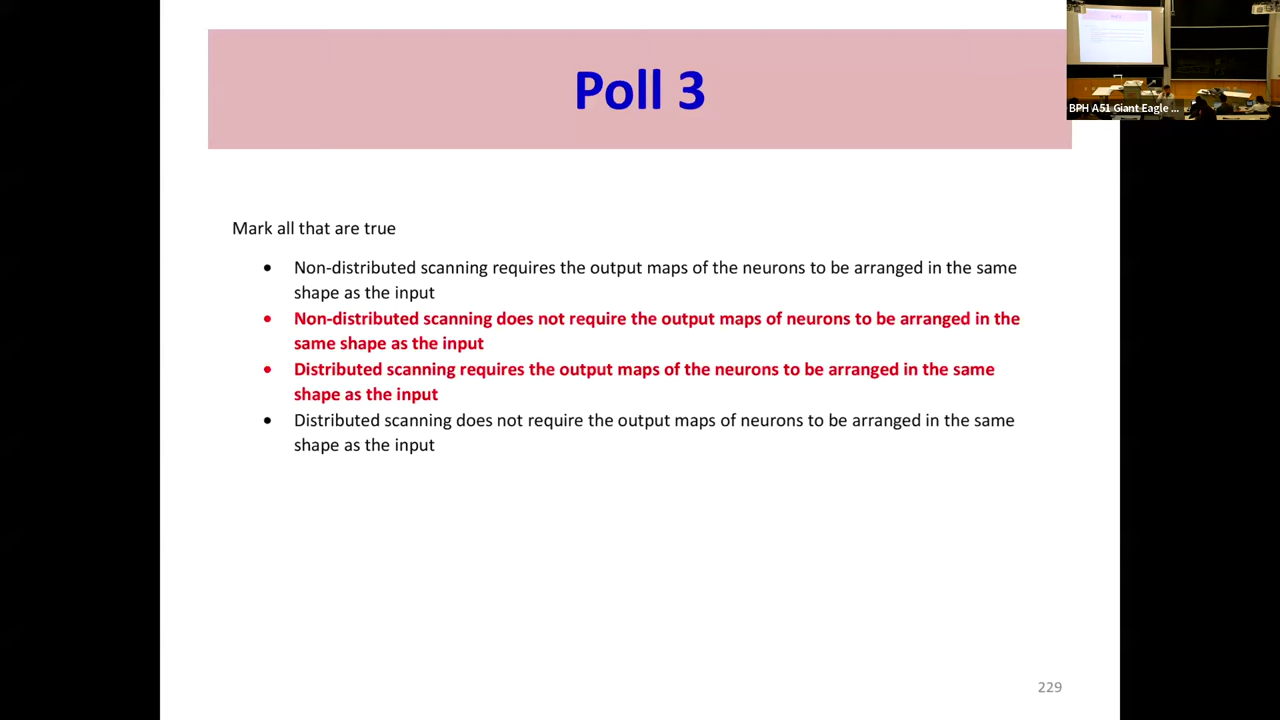 Poll 3
BPH A51 Giant Eagle ...
Mark all that are true
• Non-distributed scanning requires the output maps of the neurons to be arranged in the same
shape as the input
• Non-distributed scanning does not require the output maps of neurons to be arranged in the
same shape as the input
• Distributed scanning requires the output maps of the neurons to be arranged in the same
shape as the input
• Distributed scanning does not require the output maps of neurons to be arranged in the same
shape as the input
229